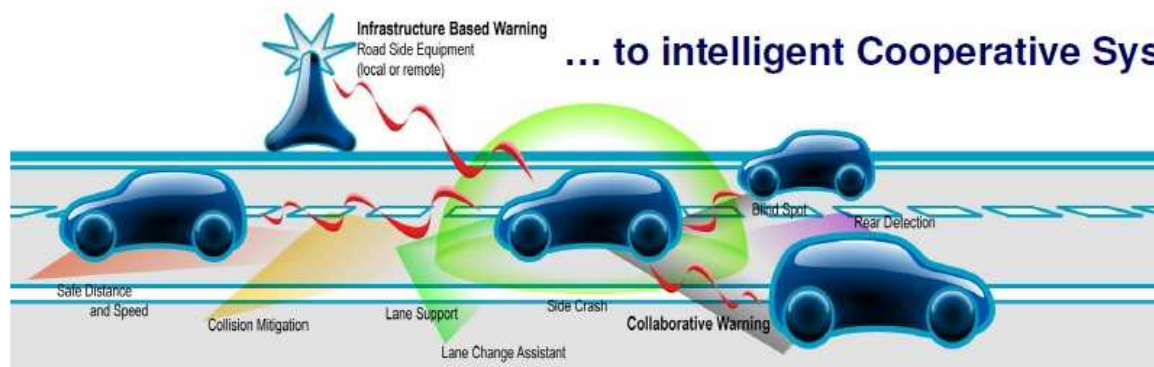 Infrastructure Based Warning
Road Side Equipment
(local or remote)
... to intelligent Cooperative Sys
Blind Spot
Rear Detection
Safe Distance
and Speed
Collision Mitigation
Lane Support
Side Crash
Collaborative Warning
Lane Change Assistant